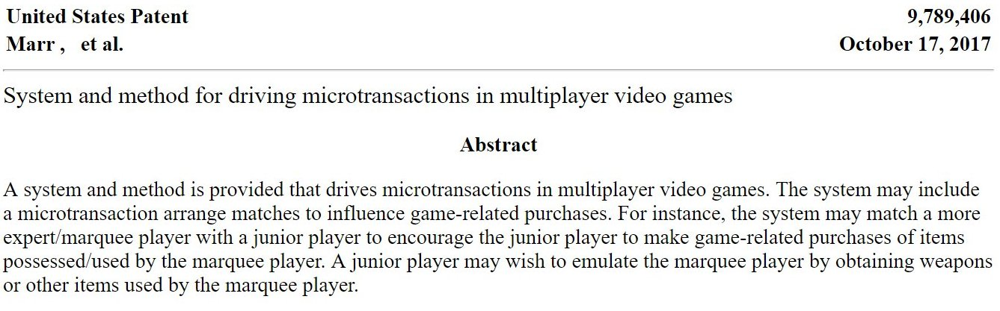 United States Patent 9,789,406
Marr , et al. October 17, 2017
System and method for driving microtransactions in multiplayer video games
Abstract
A system and method is provided that drives microtransactions in multiplayer video games. The system may include
a microtransaction arrange matches to influence game-related purchases. For instance, the system may match a more
expert/marquee player with a junior player to encourage the junior player to make game-related purchases of items
possessed/used by the marquee player. A junior player may wish to emulate the marquee player by obtaining weapons
or other items used by the marquee player.